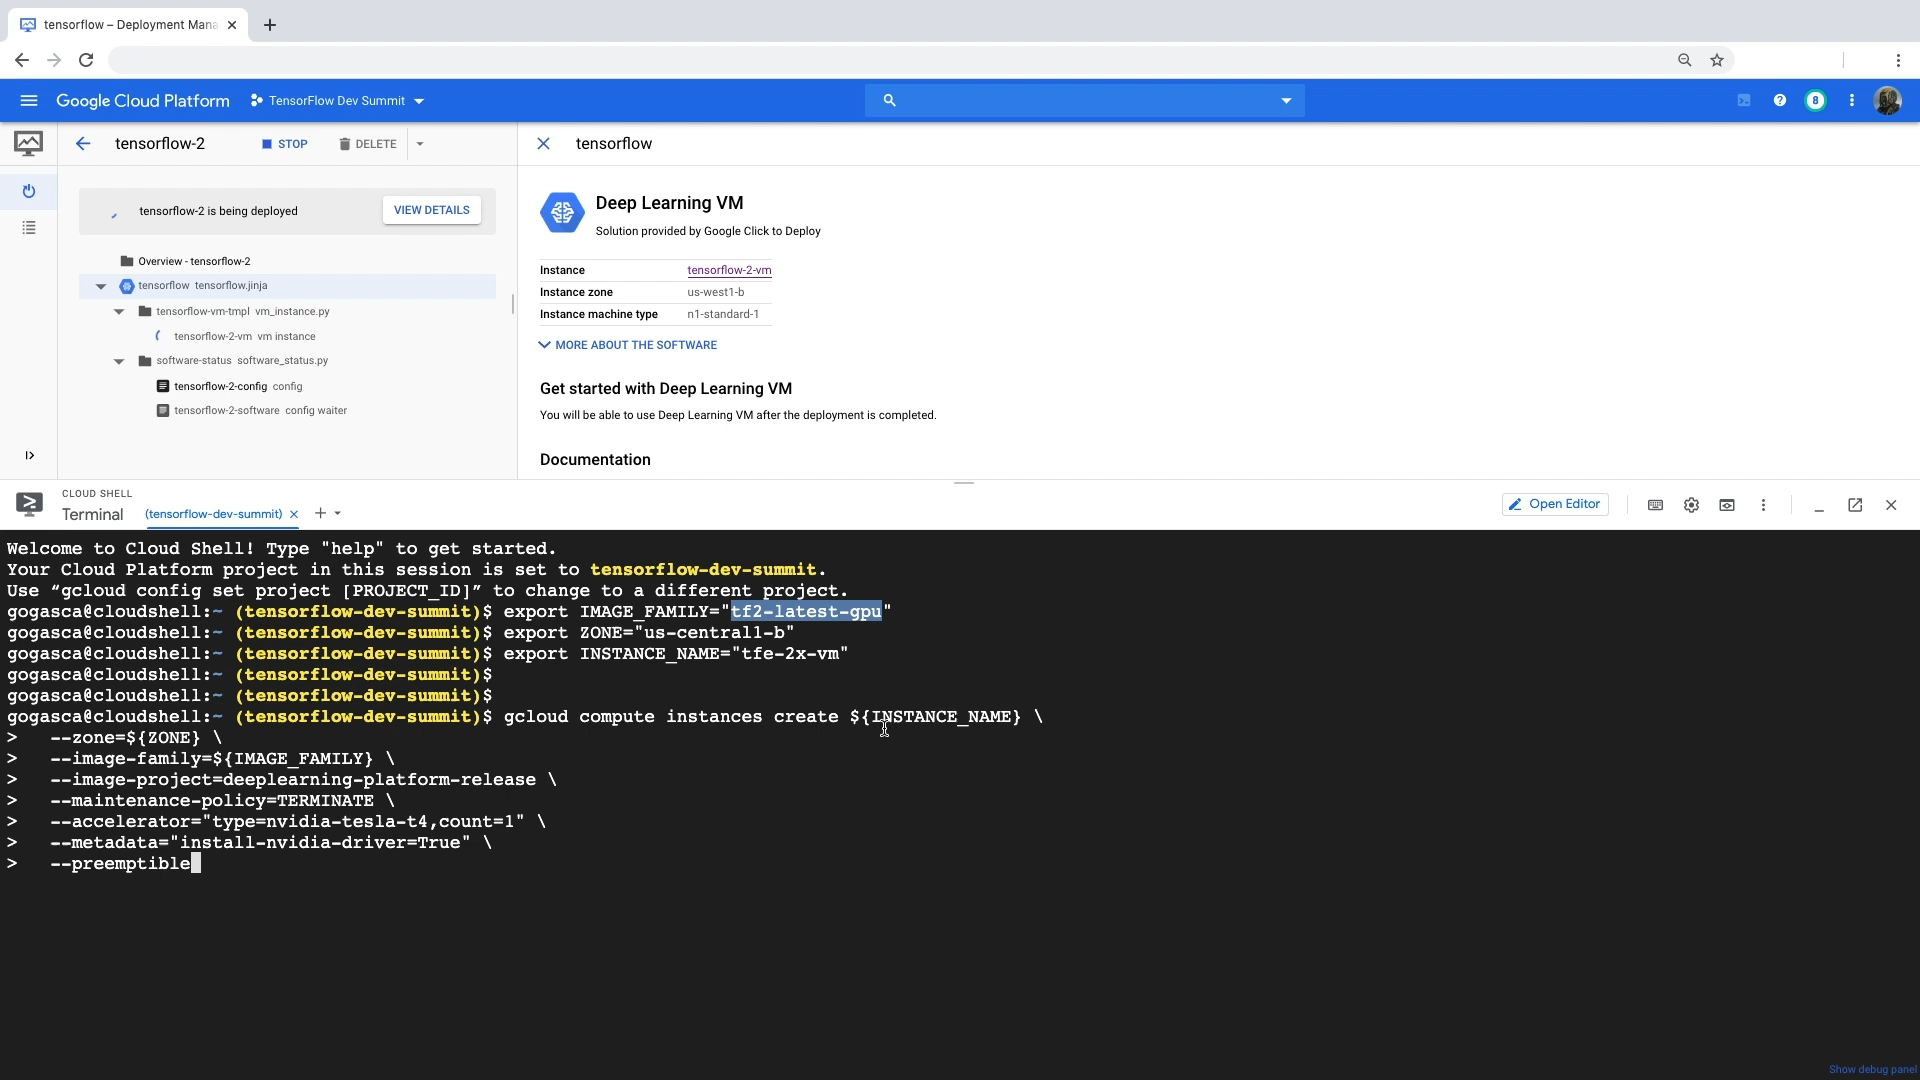 tensorflow – Deployment Mana
Google Cloud Platform
TensorFlow Dev Summit
8
tensorflow-2
STOP
DELETE
tensorflow
tensorflow-2 is being deployed
VIEW DETAILS
Overview - tensorflow-2
tensorflow tensorflow.jinja
tensorflow-vm-tmpl vm_instance.py
tensorflow-2-vm vm instance
software-status software_status.py
tensorflow-2-config config
tensorflow-2-software config waiter
Deep Learning VM
Solution provided by Google Click to Deploy
Instance tensorflow-2-vm
Instance zone us-west1-b
Instance machine type n1-standard-1
MORE ABOUT THE SOFTWARE
Get started with Deep Learning VM
You will be able to use Deep Learning VM after the deployment is completed.
Documentation
CLOUD SHELL
Terminal
(tensorflow-dev-summit)
Open Editor
Welcome to Cloud Shell! Type "help" to get started.
Your Cloud Platform project in this session is set to tensorflow-dev-summit.
Use “gcloud config set project [PROJECT_ID]” to change to a different project.
gogasca@cloudshell:~ (tensorflow-dev-summit)$ export IMAGE_FAMILY="tf2-latest-gpu"
gogasca@cloudshell:~ (tensorflow-dev-summit)$ export ZONE="us-central1-b"
gogasca@cloudshell:~ (tensorflow-dev-summit)$ export INSTANCE_NAME="tfe-2x-vm"
gogasca@cloudshell:~ (tensorflow-dev-summit)$
gogasca@cloudshell:~ (tensorflow-dev-summit)$
gogasca@cloudshell:~ (tensorflow-dev-summit)$ gcloud compute instances create ${INSTANCE_NAME} \
> --zone=${ZONE} \
> --image-family=${IMAGE_FAMILY} \
> --image-project=deeplearning-platform-release \
> --maintenance-policy=TERMINATE \
> --accelerator="type=nvidia-tesla-t4,count=1" \
> --metadata="install-nvidia-driver=True" \
> --preemptible
Show debug panel